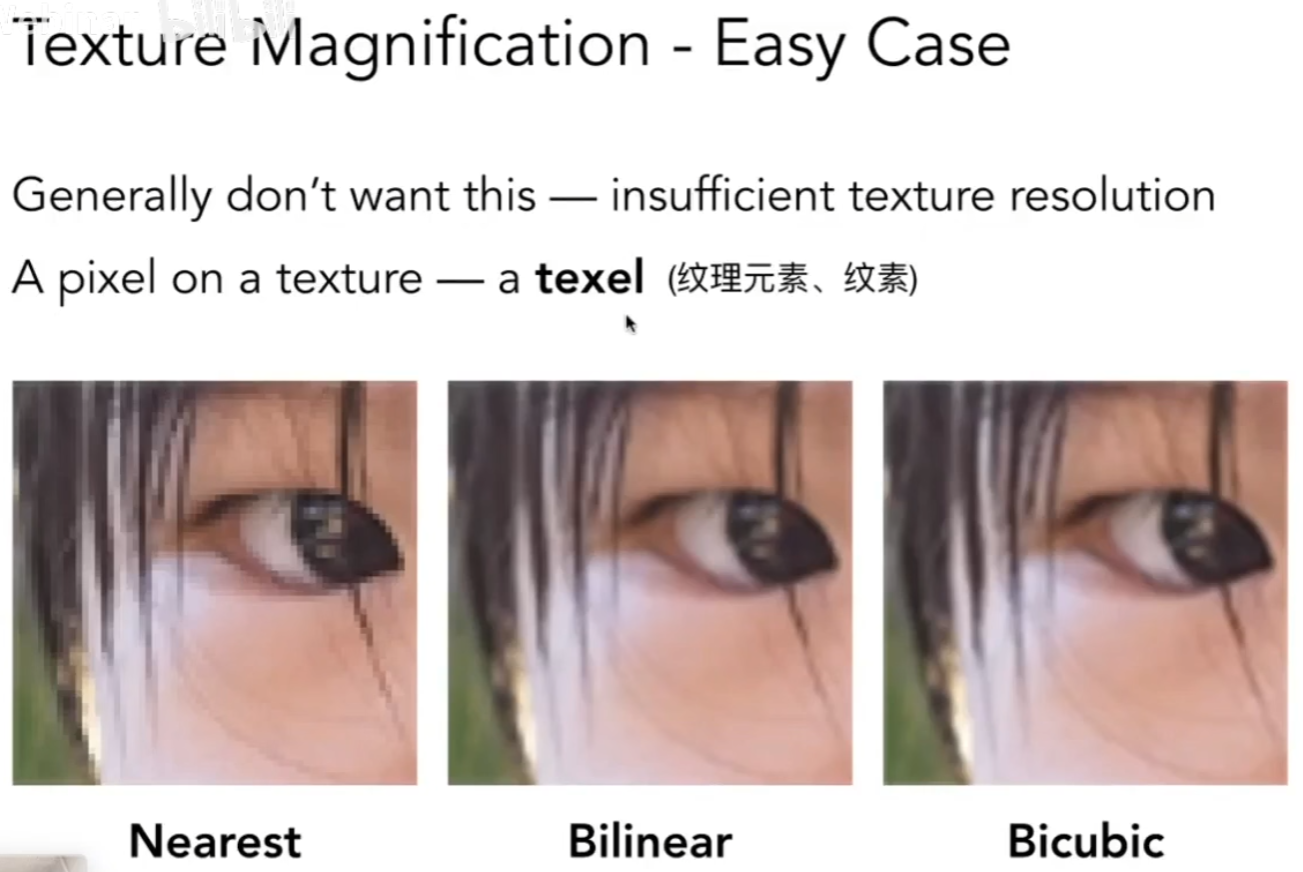 Texture Magnification - Easy Case
Generally don’t want this — insufficient texture resolution
A pixel on a texture — a texel (纹理元素、纹素)
Nearest
Bilinear
Bicubic